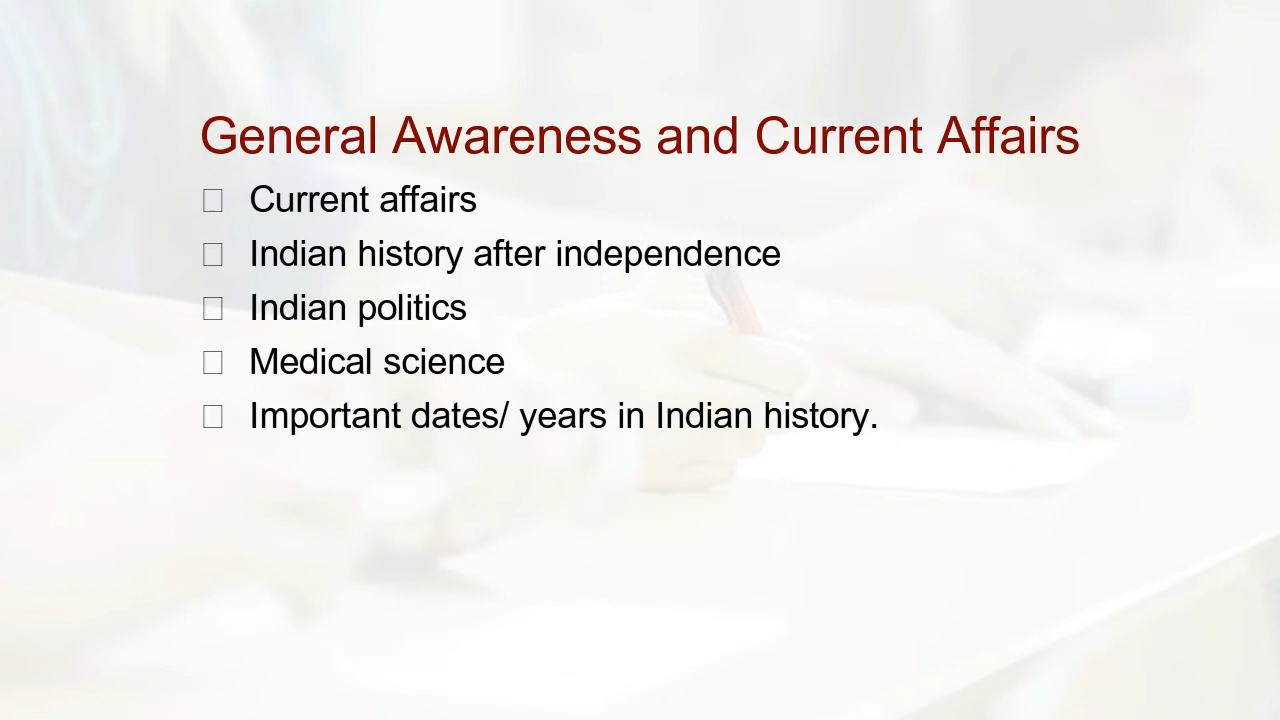 General Awareness and Current Affairs
Current affairs
Indian history after independence
Indian politics
Medical science
Important dates/ years in Indian history.